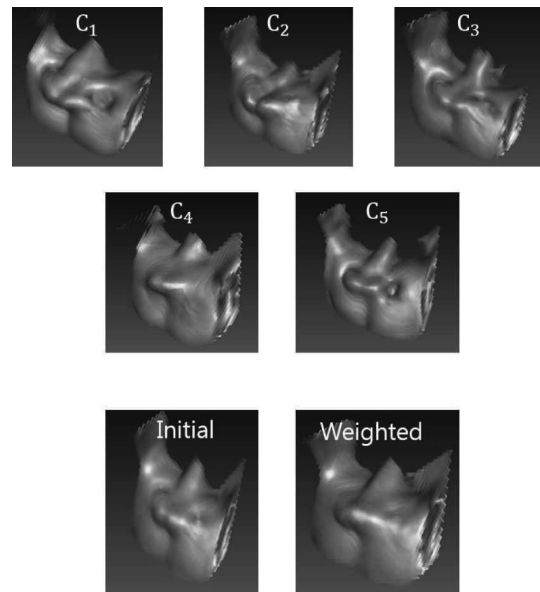 C₁
C₂
C₃
C₄
C₅
Initial
Weighted